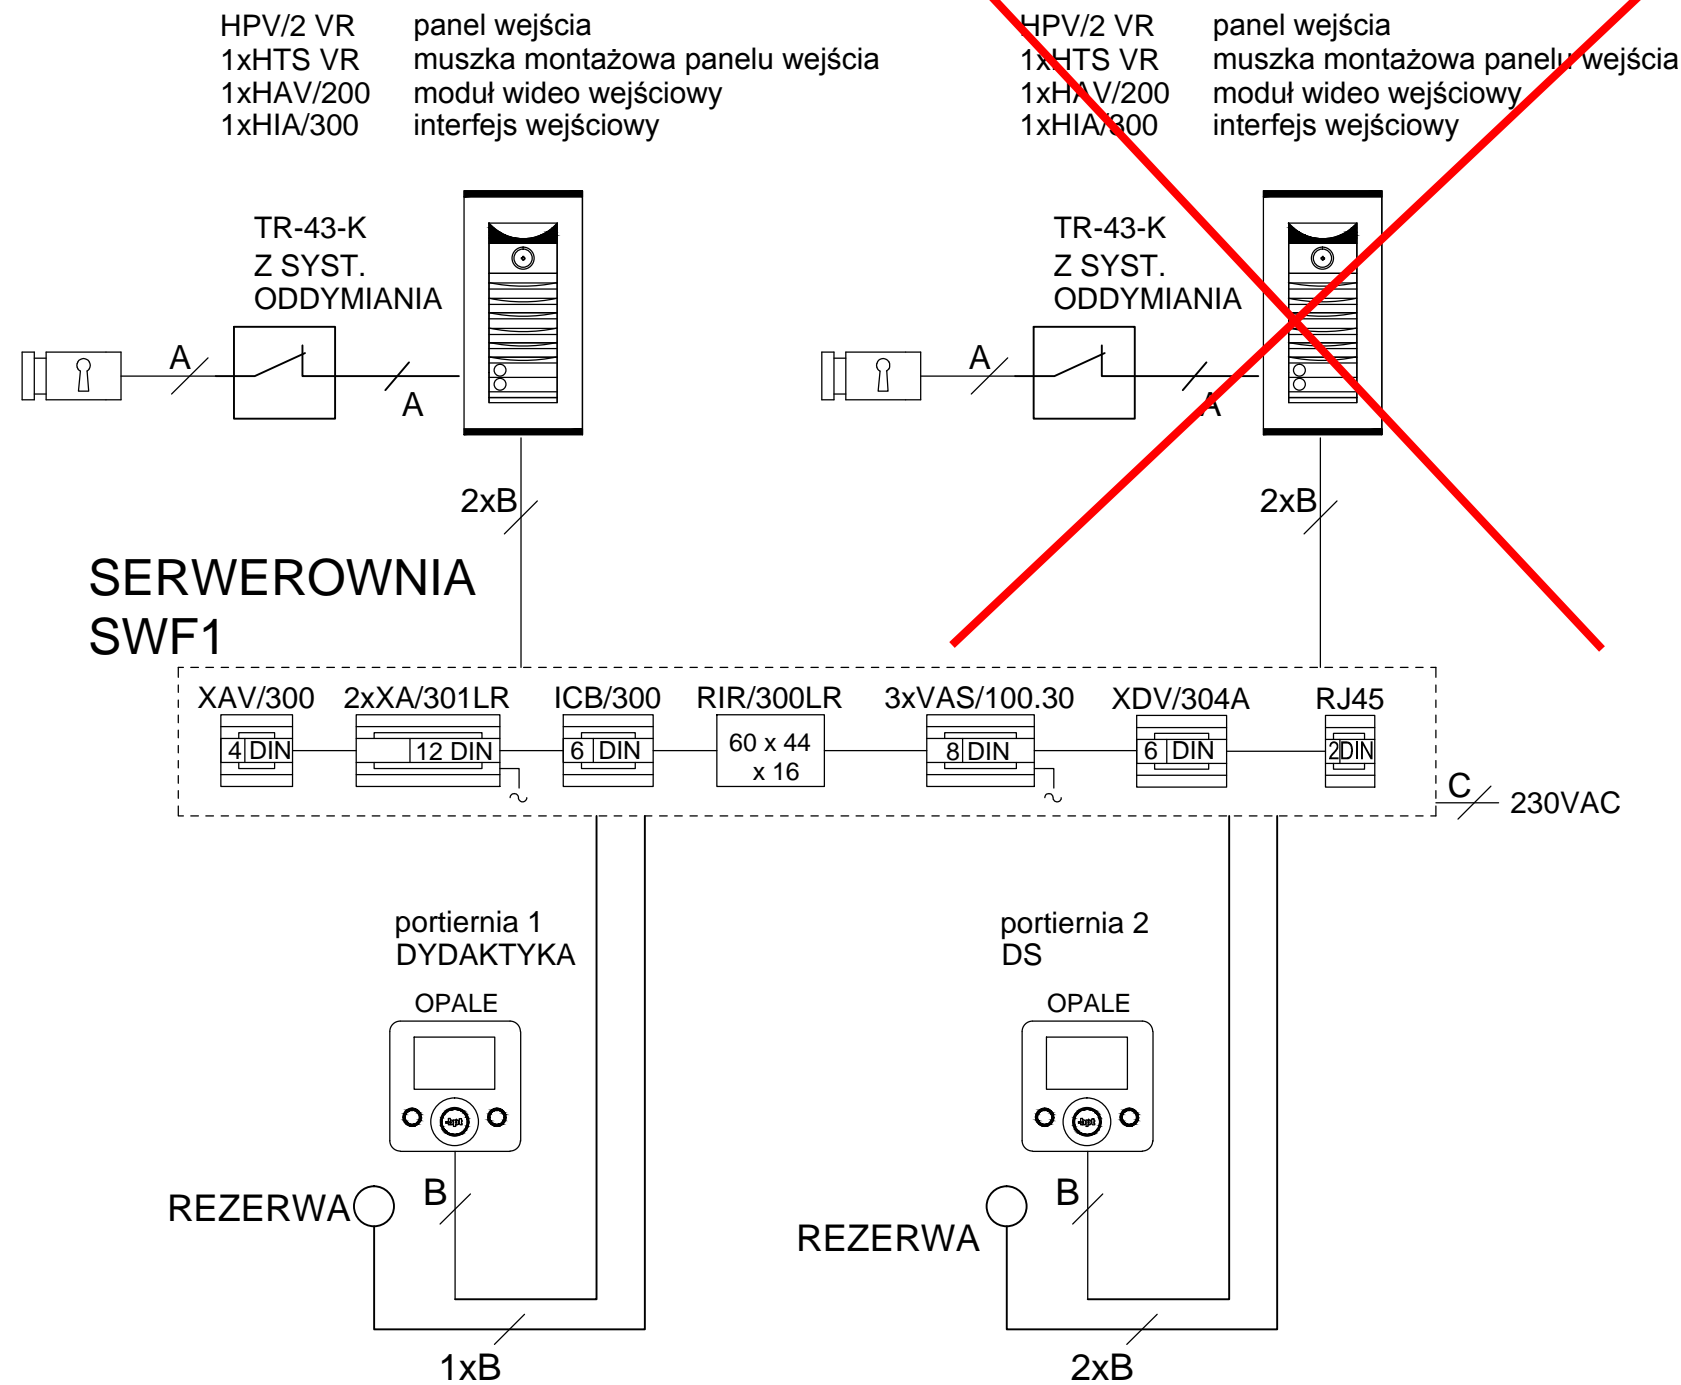 HPV/2 VR panel wejścia
1xHTS VR muszka montażowa panelu wejścia
1xHAV/200 moduł wideo wejściowy
1xHIA/300 interfejs wejściowy
HPV/2 VR panel wejścia
1xHTS VR muszka montażowa panelu wejścia
1xHAV/200 moduł wideo wejściowy
1xHIA/300 interfejs wejściowy
TR-43-K
Z SYST.
ODDYMIANIA
A
A
2xB
TR-43-K
Z SYST.
ODDYMIANIA
A
A
2xB
SERWEROWNIA
SWF1
XAV/300 2xXA/301LR ICB/300 RIR/300LR 3xVAS/100.30 XDV/304A RJ45
4 DIN 12 DIN 6 DIN 60 x 44 8 DIN 6 DIN 2 DIN
x 16
C 230VAC
portiernia 1
DYDAKTYKA
OPALE
B
REZERWA
1xB
portiernia 2
DS
OPALE
B
REZERWA
2xB